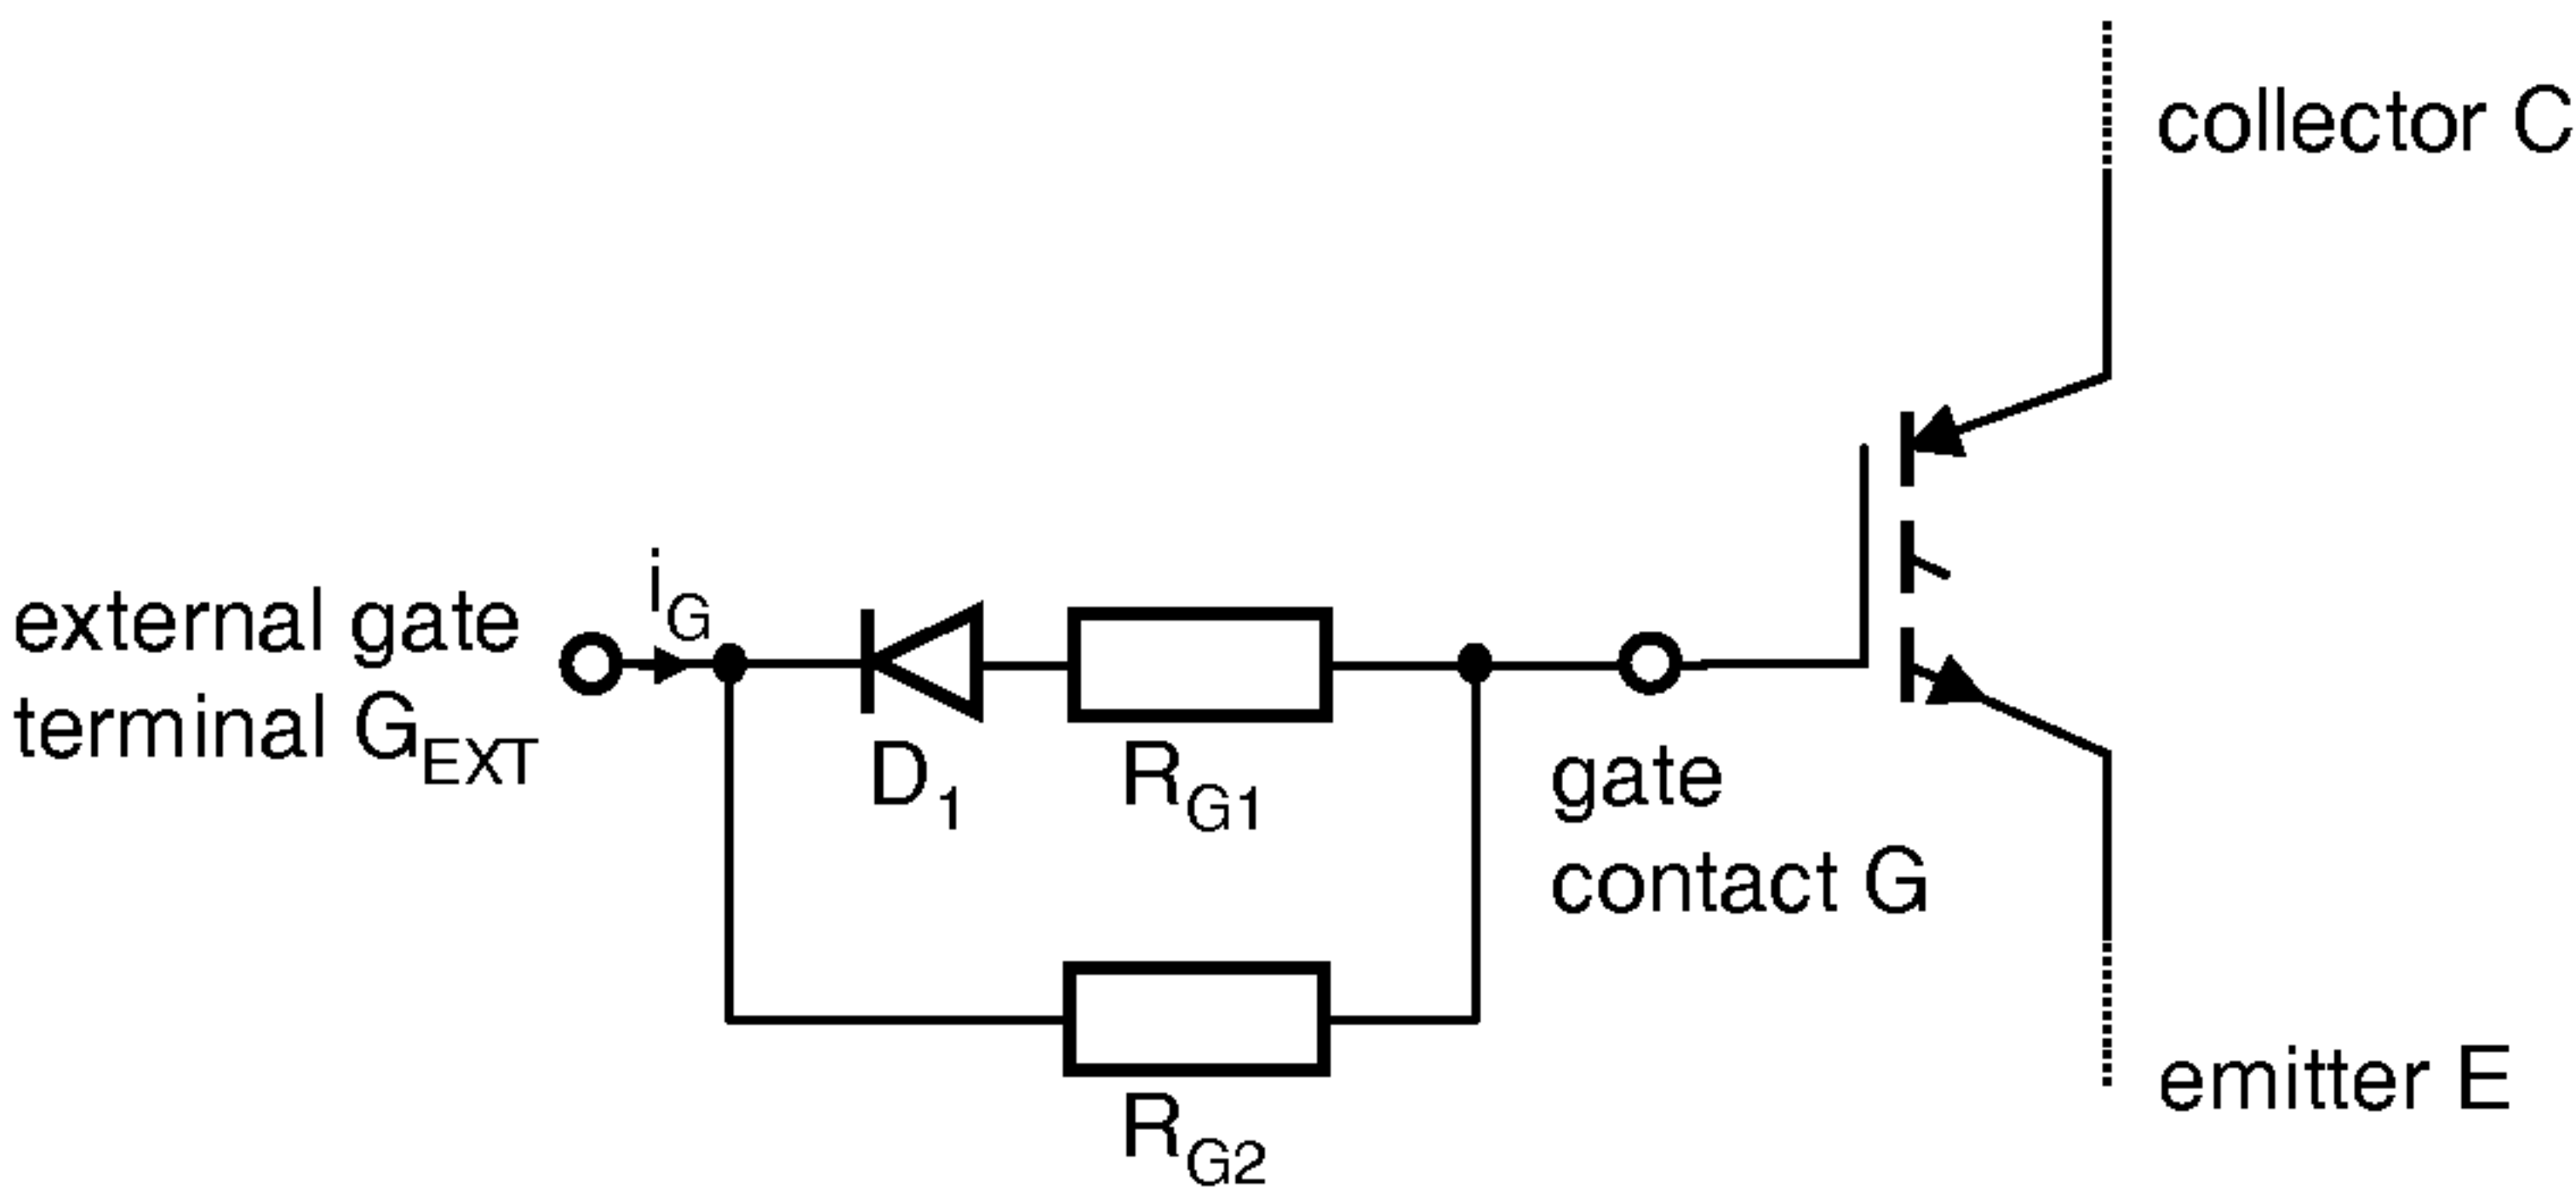 collector C
i_G
external gate
terminal G_EXT
D_1
R_G1
gate
contact G
R_G2
emitter E